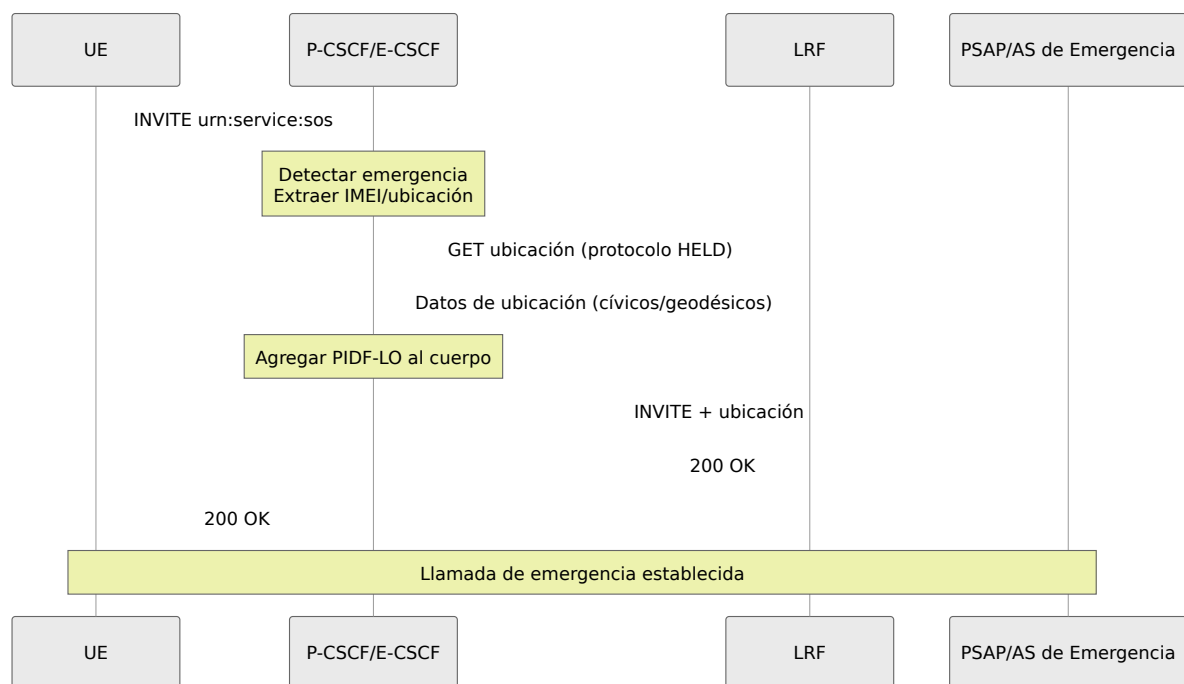 UE
P-CSCF/E-CSCF
LRF
PSAP/AS de Emergencia
INVITE urn:service:sos
Detectar emergencia
Extraer IMEI/ubicación
GET ubicación (protocolo HELD)
Datos de ubicación (cívicos/geodésicos)
Agregar PIDF-LO al cuerpo
INVITE + ubicación
200 OK
200 OK
Llamada de emergencia establecida
UE
P-CSCF/E-CSCF
LRF
PSAP/AS de Emergencia